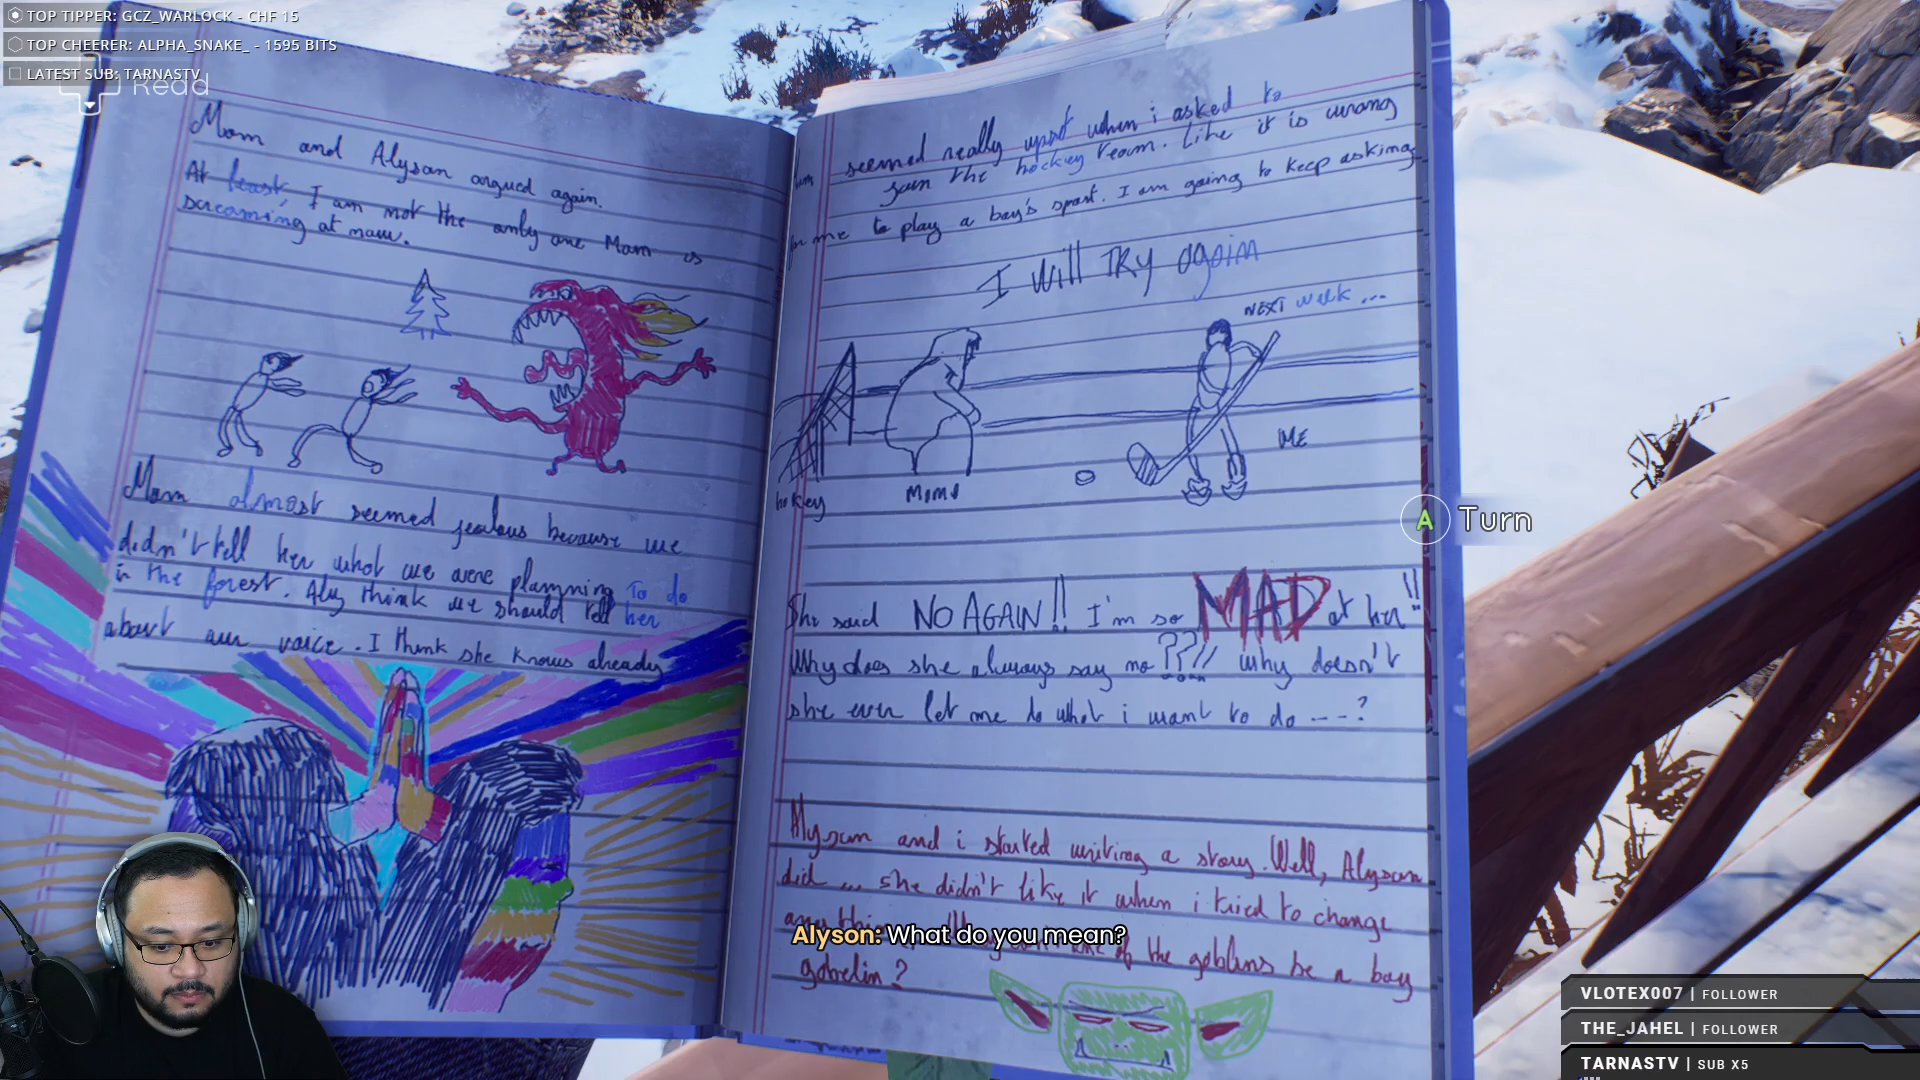 TOP TIPPER: GCZ_WARLOCK - CHF 15
TOP CHEERER: ALPHA_SNAKE_ - 1595 BITS
LATEST SUB: TARNASTV
Read
Mom and Alyson argued again.
At least I am not the only one Mom is
screaming at now.
Mom almost seemed jealous because we
didn't tell her what we were planning To do
in the forest. Aly think we should tell her
about our voice. I think she knows already
seemed really upset when i asked to
join the hockey team. Like it is wrong
for me to play a boy's sport. I am going to keep asking
I will TRY again
NEXT week ...
ME
hockey
MOM
She said NO AGAIN!! I'm so MAD at her!!
Why does she always say no ??!! why doesn't
she ever let me do what i want to do ---?
Alyson and i started writing a story. Well, Alyson
did ... she didn't like it when i tried to change
of the goblins be a boy
gobelin?
A Turn
Alyson: What do you mean?
VLOTEX007 | FOLLOWER
THE_JAHEL | FOLLOWER
TARNASTV | SUB X5